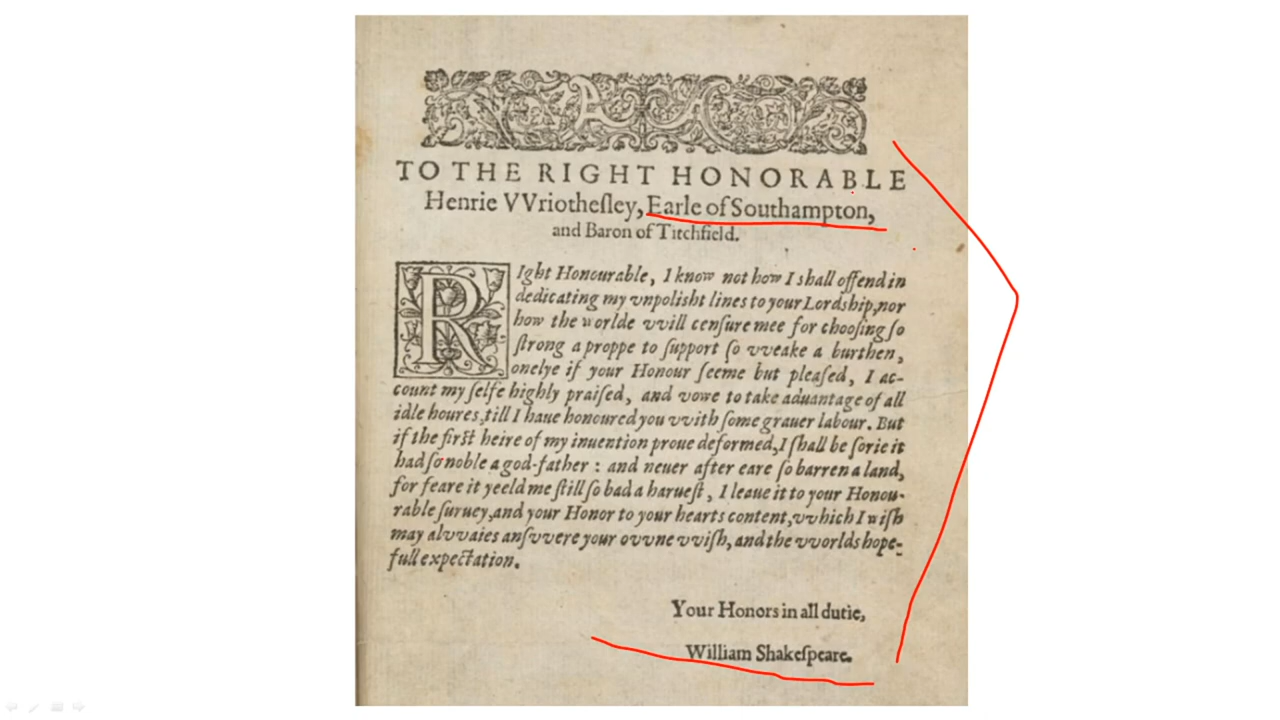 TO THE RIGHT HONORABLE
Henrie VVriotheſley, Earle of Southampton,
and Baron of Titchfield.
RIght Honourable, I know not how I shall offend in
dedicating my vnpolisht lines to your Lordship, nor
how the worlde vvill cenſure mee for chooſing ſo
ſtrong a proppe to ſupport ſo vveake a burthen,
onelye if your Honour ſeeme but pleaſed, I ac-
count my ſelfe highly praiſed, and vowe to take aduantage of all
idle houres, till I haue honoured you vvith ſome grauer labour. But
if the firſt heire of my inuention proue deformed, I ſhall be ſorie it
had ſo noble a god-father : and neuer after eare ſo barren a land,
for feare it yeeld me ſtill ſo bad a harueſt, I leaue it to your Honou-
rable ſuruey, and your Honor to your hearts content, vvhich I wiſh
may alvvaies anſvvere your ovvne vviſh, and the vvorlds hope-
full expectation.
Your Honors in all dutie,
William Shakeſpeare.